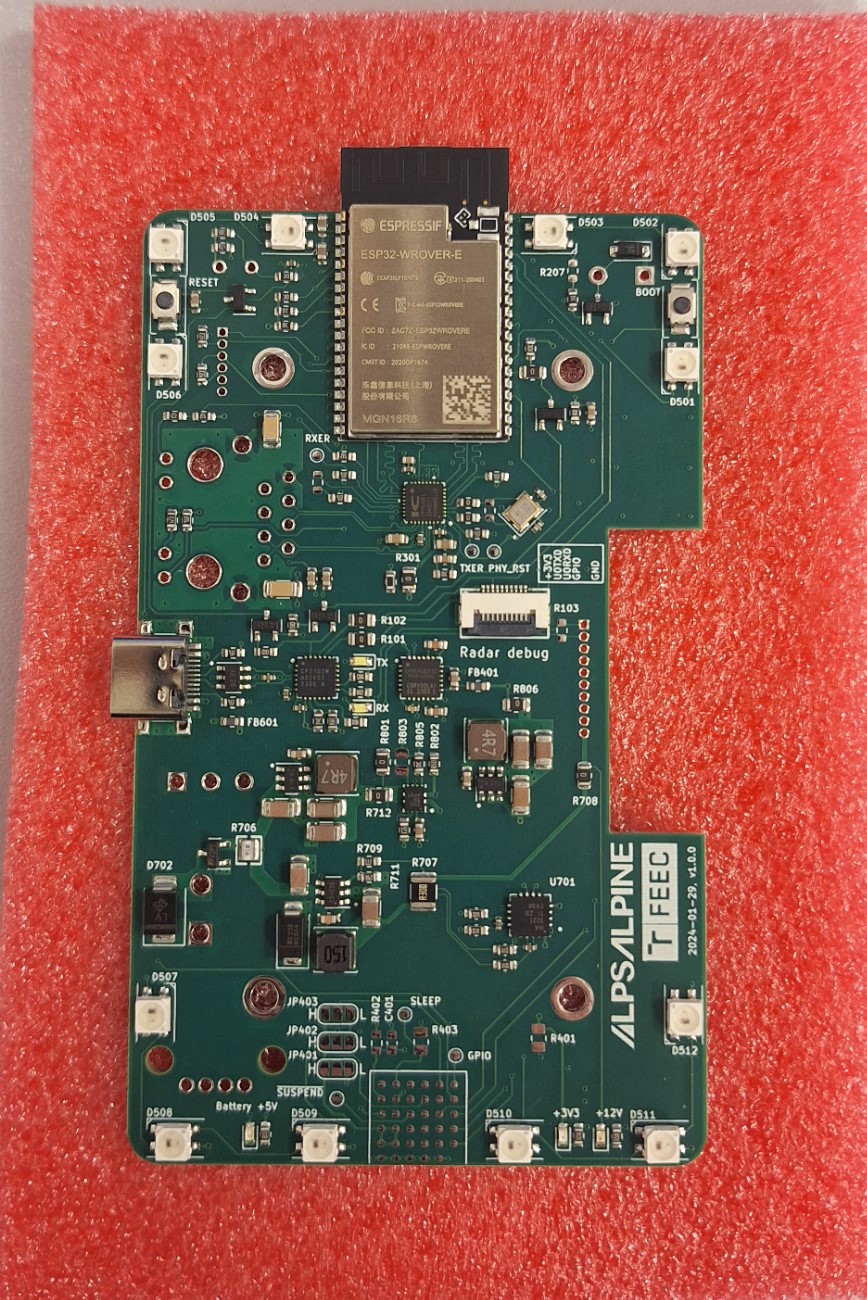 D505
D504
D503
D502
ESPRESSIF
ESP32-WROVER-E
R207
RESET
BOOT
CE
FCC ID : 2AC7Z-ESP32WROVERE
IC ID : 21098-ESPWROVERE
CMIIT ID : 2020DP1674
乐鑫信息科技(上海)
股份有限公司
MGN16R8
D506
D501
RXER
R301
TXER
PHY_RST
+3V3
U0TXD
U0RXD
GPIO
GND
R103
R102
R101
Radar debug
TX
RX
FB401
FB601
R806
R801
R803
R805
R802
4R7
4R7
R712
R708
R706
R709
R711
R707
D702
LV
U701
150
ALPSALPINE
FEEC
2024-01-29, v1.0.0
D507
JP403
H
L
JP402
H
L
JP401
H
L
R402
C401
SLEEP
R403
GPIO
R401
D512
SUSPEND
Battery
+5V
D508
D509
D510
+3V3
+12V
D511